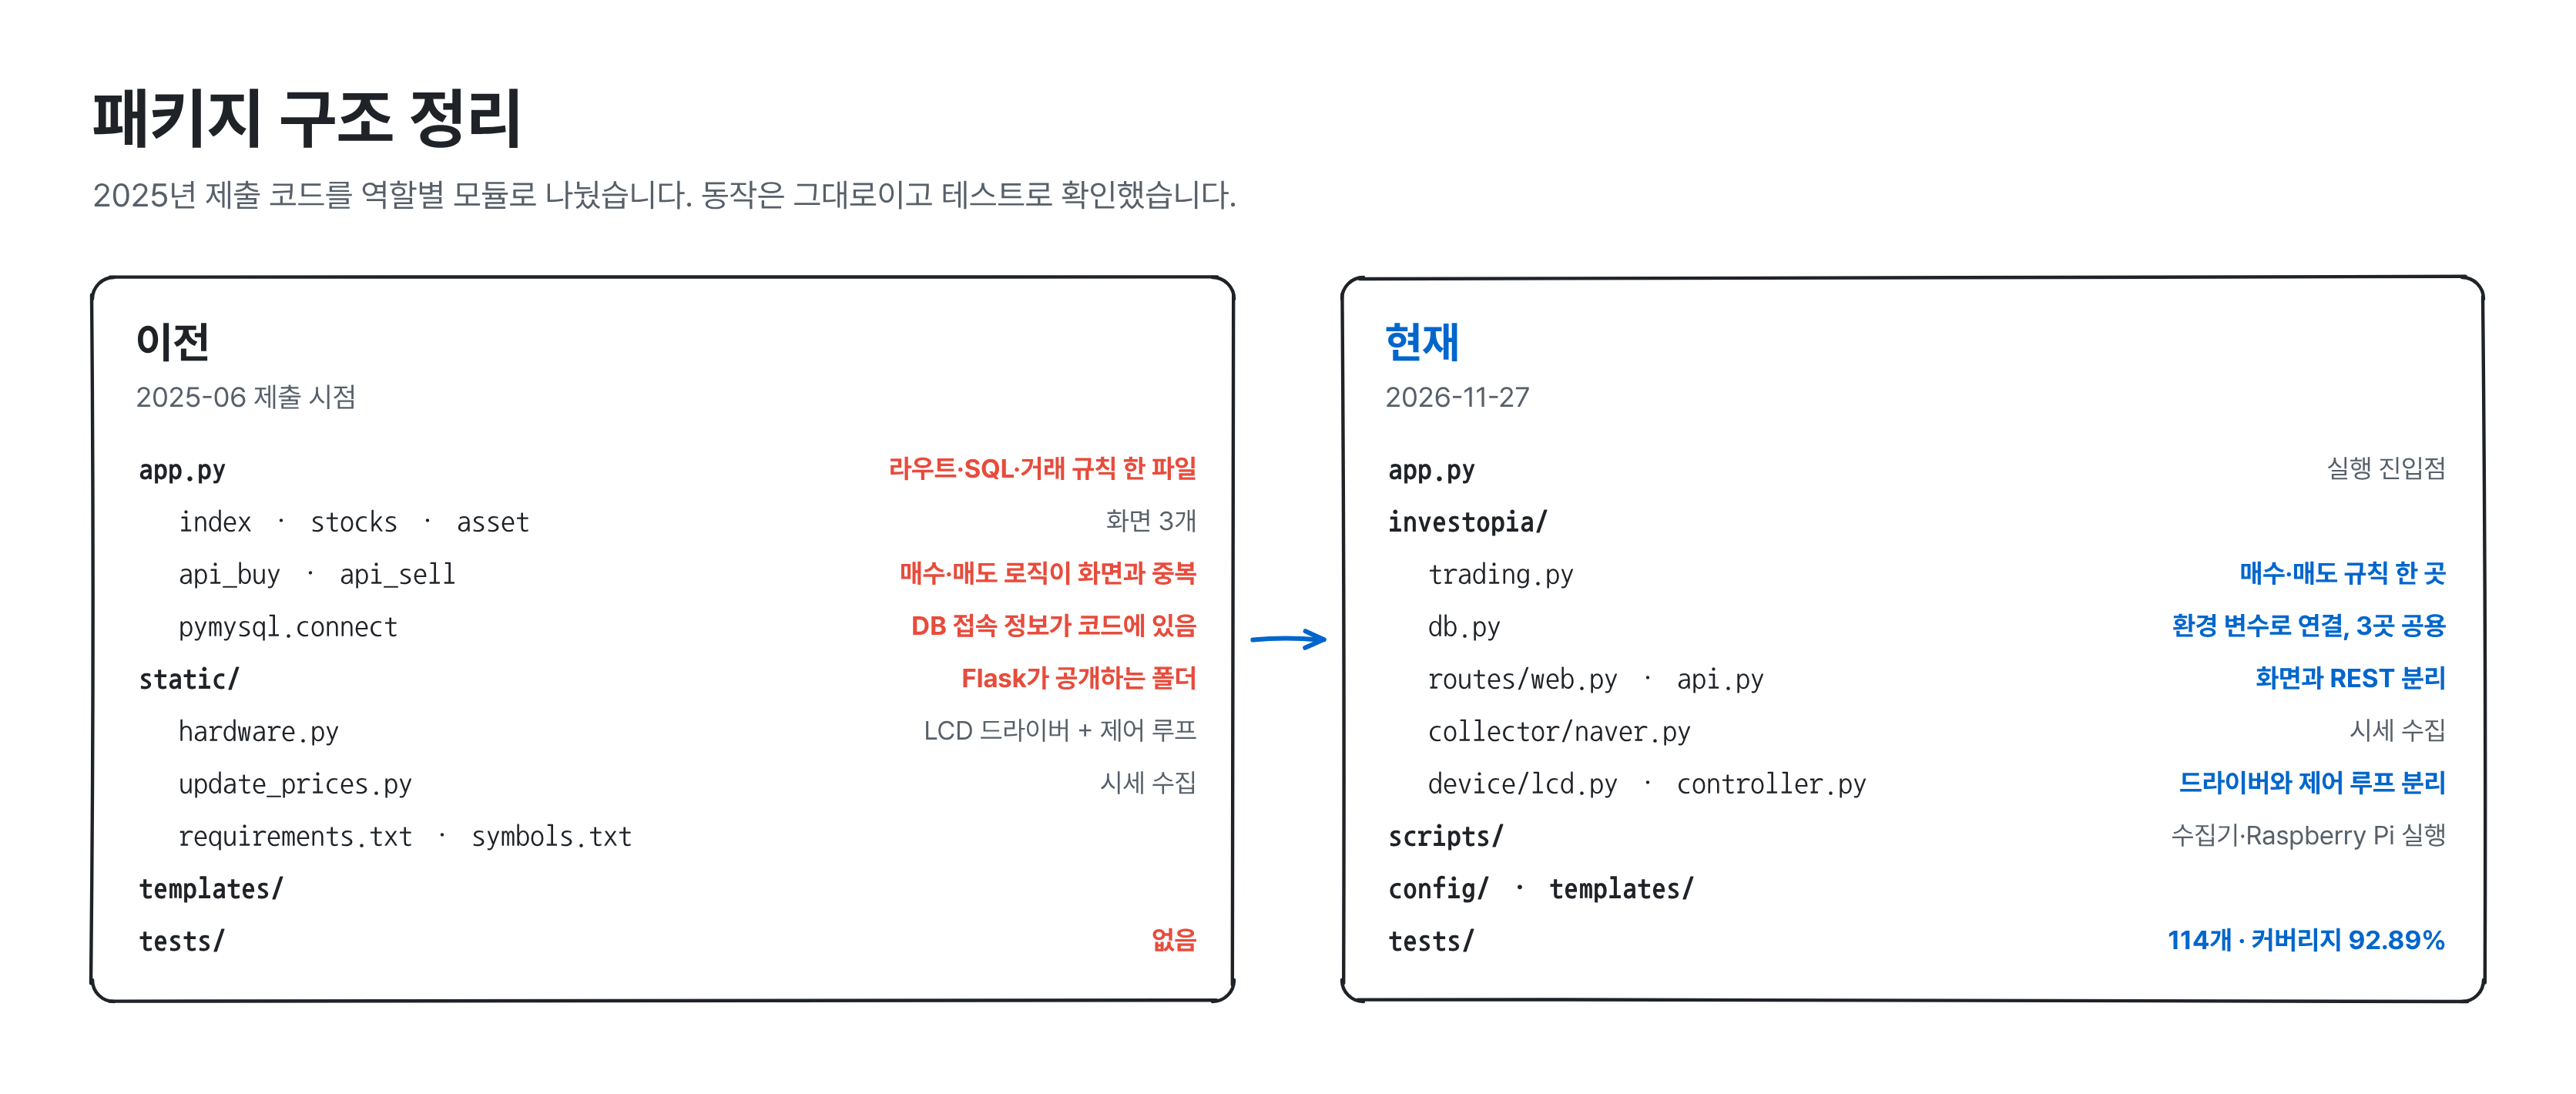 패키지 구조 정리
2025년 제출 코드를 역할별 모듈로 나눴습니다. 동작은 그대로이고 테스트로 확인했습니다.
이전
2025-06 제출 시점
app.py 라우트·SQL·거래 규칙 한 파일
index · stocks · asset 화면 3개
api_buy · api_sell 매수·매도 로직이 화면과 중복
pymysql.connect DB 접속 정보가 코드에 있음
static/ Flask가 공개하는 폴더
hardware.py LCD 드라이버 + 제어 루프
update_prices.py 시세 수집
requirements.txt · symbols.txt
templates/
tests/ 없음
현재
2026-11-27
app.py 실행 진입점
investopia/
trading.py 매수·매도 규칙 한 곳
db.py 환경 변수로 연결, 3곳 공용
routes/web.py · api.py 화면과 REST 분리
collector/naver.py 시세 수집
device/lcd.py · controller.py 드라이버와 제어 루프 분리
scripts/ 수집기·Raspberry Pi 실행
config/ · templates/
tests/ 114개 · 커버리지 92.89%